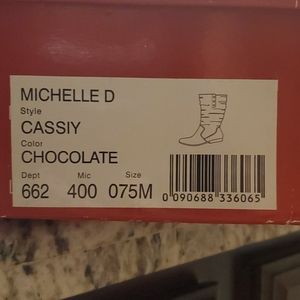 MICHELLE D
Style
CASSIY
Color
CHOCOLATE
Dept Mic Size
662 400 075M
0 090688 336065